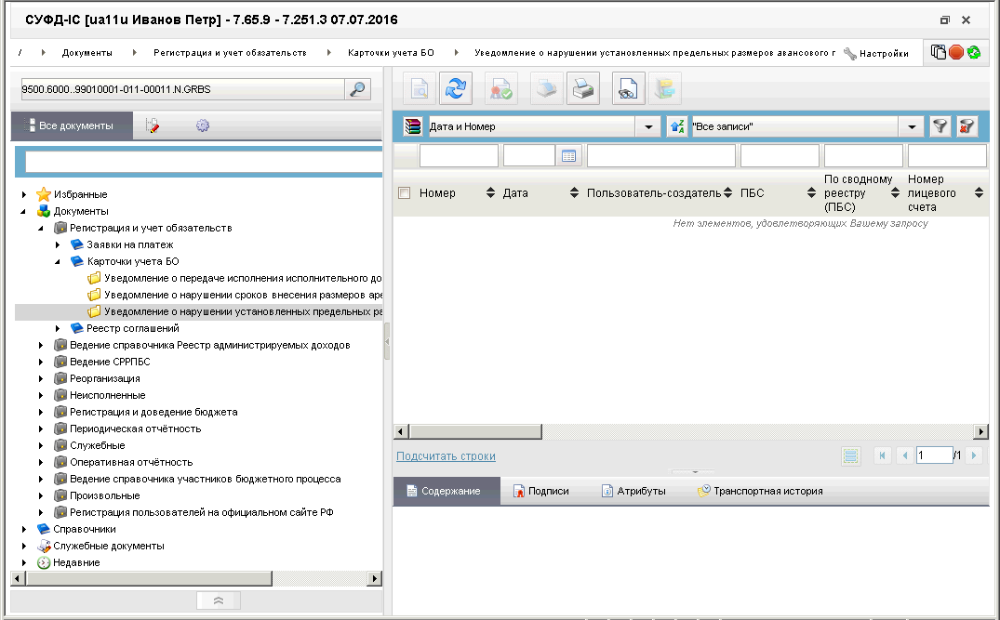 СУФД-IC [ua11u Иванов Петр] - 7.65.9 - 7.251.3 07.07.2016
/ Документы Регистрация и учет обязательств Карточки учета БО Уведомление о нарушении установленных предельных размеров авансового г Настройки
9500.6000..99010001-011-00011.N.GRBS
Все документы
Дата и Номер "Все записи"
Номер Дата Пользователь-создатель ПБС По сводному реестру (ПБС) Номер лицевого счета
Нет элементов, удовлетворяющих Вашему запросу
Избранные
Документы
Регистрация и учет обязательств
Заявки на платеж
Карточки учета БО
Уведомление о передаче исполнения исполнительного до
Уведомление о нарушении сроков внесения размеров аре
Уведомление о нарушении установленных предельных ра
Реестр соглашений
Ведение справочника Реестр администрируемых доходов
Ведение СРРПБС
Реорганизация
Неисполненные
Регистрация и доведение бюджета
Периодическая отчётность
Служебные
Оперативная отчётность
Ведение справочника участников бюджетного процесса
Произвольные
Регистрация пользователей на официальном сайте РФ
Справочники
Служебные документы
Недавние
Подсчитать строки
1 /1
Содержание Подписи Атрибуты Транспортная история